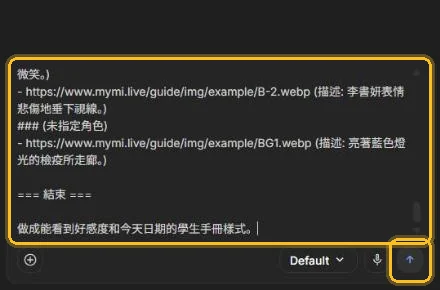 微笑。)
- https://www.mymi.live/guide/img/example/B-2.webp (描述: 李書妍表情
悲傷地垂下視線。)
### (未指定角色)
- https://www.mymi.live/guide/img/example/BG1.webp (描述: 亮著藍色燈
光的檢疫所走廊。)
=== 結束 ===
做成能看到好感度和今天日期的學生手冊樣式。
Default